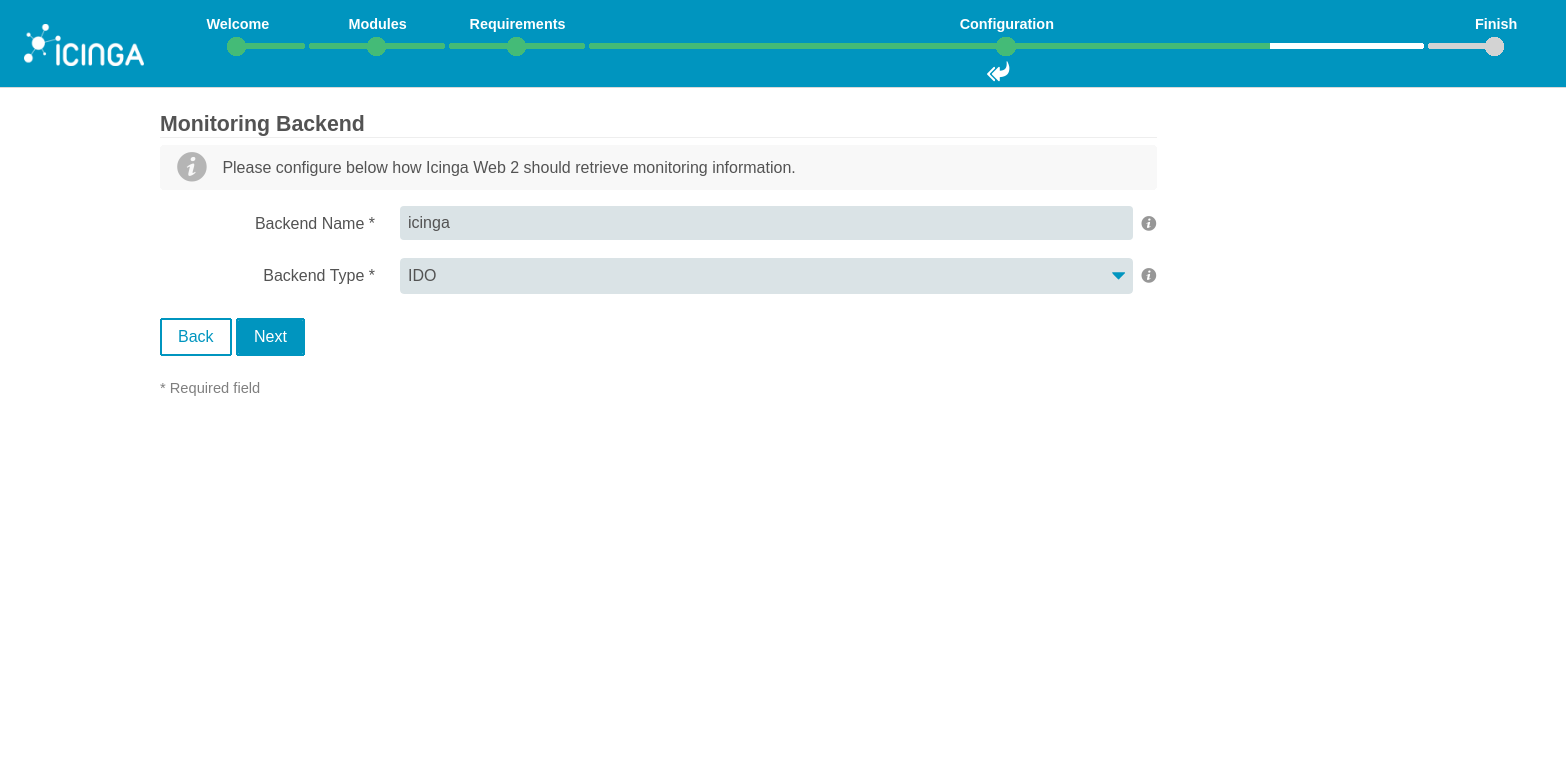 ICINGA
Welcome
Modules
Requirements
Configuration
Finish
Monitoring Backend
Please configure below how Icinga Web 2 should retrieve monitoring information.
Backend Name *
icinga
Backend Type *
IDO
Back
Next
* Required field